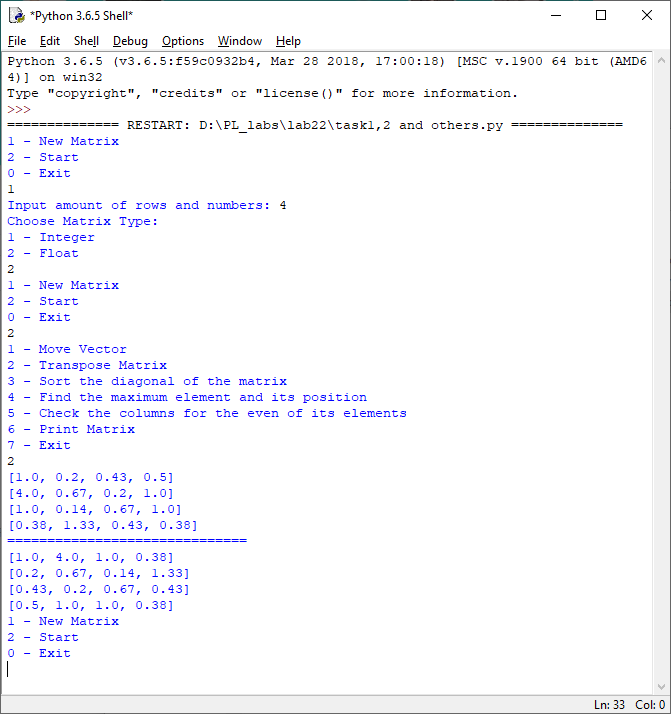 *Python 3.6.5 Shell*
File Edit Shell Debug Options Window Help
Python 3.6.5 (v3.6.5:f59c0932b4, Mar 28 2018, 17:00:18) [MSC v.1900 64 bit (AMD6
4)] on win32
Type "copyright", "credits" or "license()" for more information.
>>>
============== RESTART: D:\PL_labs\lab22\task1,2 and others.py ==============
1 - New Matrix
2 - Start
0 - Exit
1
Input amount of rows and numbers: 4
Choose Matrix Type:
1 - Integer
2 - Float
2
1 - New Matrix
2 - Start
0 - Exit
2
1 - Move Vector
2 - Transpose Matrix
3 - Sort the diagonal of the matrix
4 - Find the maximum element and its position
5 - Check the columns for the even of its elements
6 - Print Matrix
7 - Exit
2
[1.0, 0.2, 0.43, 0.5]
[4.0, 0.67, 0.2, 1.0]
[1.0, 0.14, 0.67, 1.0]
[0.38, 1.33, 0.43, 0.38]
==============================
[1.0, 4.0, 1.0, 0.38]
[0.2, 0.67, 0.14, 1.33]
[0.43, 0.2, 0.67, 0.43]
[0.5, 1.0, 1.0, 0.38]
1 - New Matrix
2 - Start
0 - Exit
Ln: 33 Col: 0